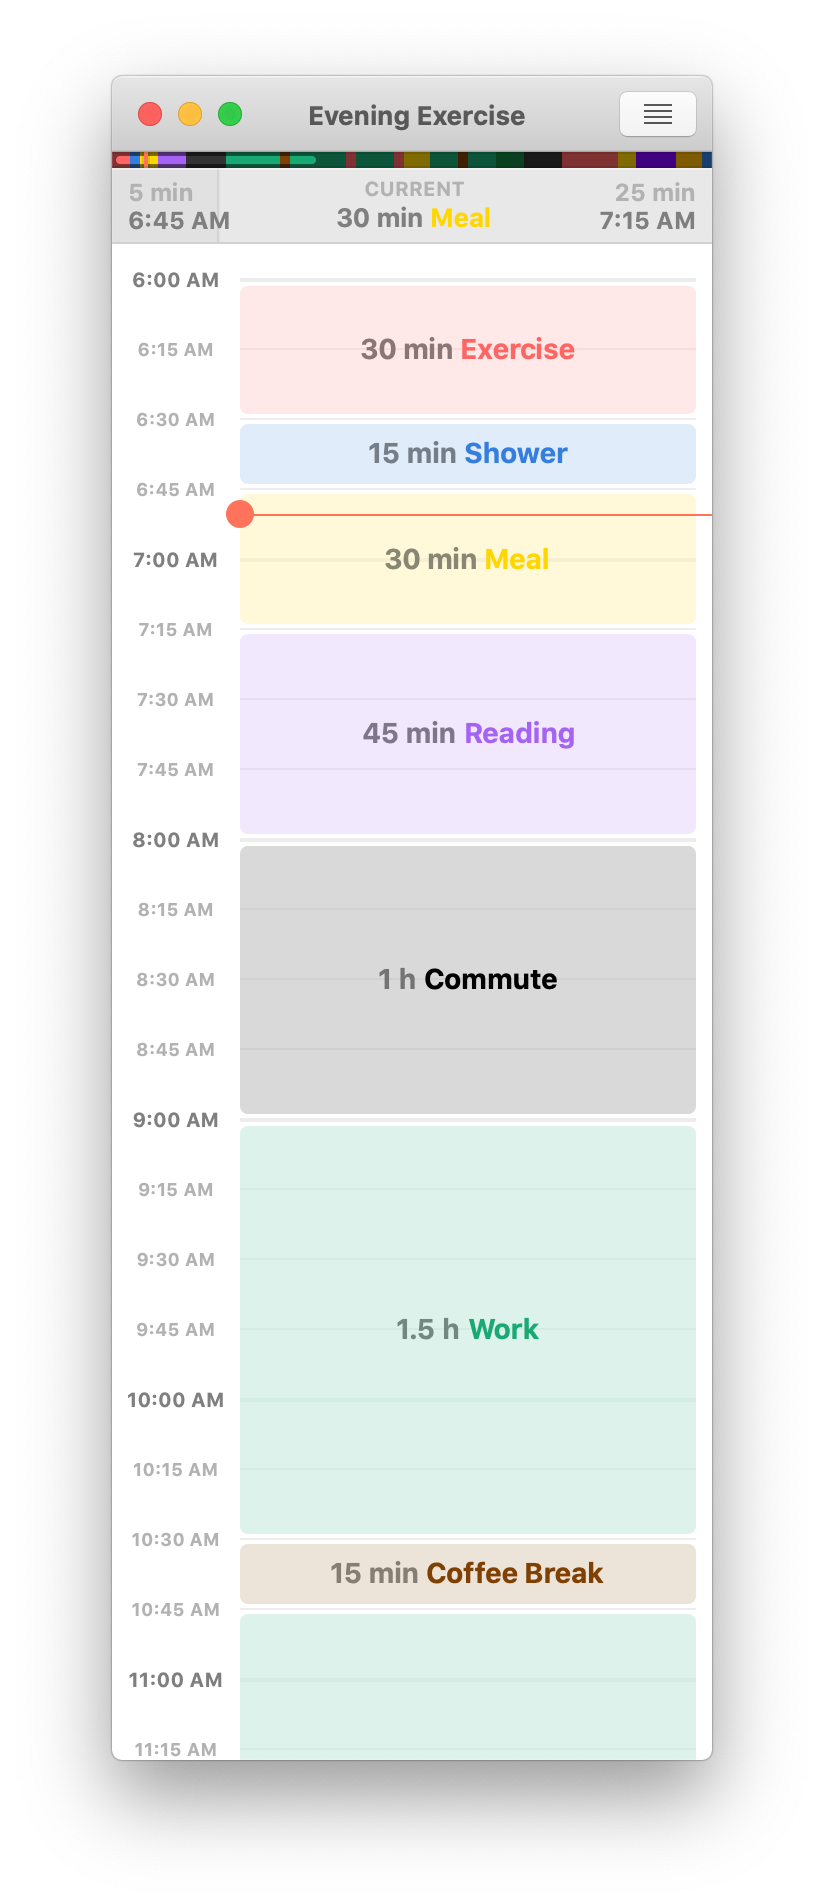 Evening Exercise
5 min CURRENT 25 min
6:45 AM 30 min Meal 7:15 AM
6:00 AM
6:15 AM 30 min Exercise
6:30 AM
15 min Shower
6:45 AM
7:00 AM 30 min Meal
7:15 AM
7:30 AM
45 min Reading
7:45 AM
8:00 AM
8:15 AM
8:30 AM 1 h Commute
8:45 AM
9:00 AM
9:15 AM
9:30 AM
9:45 AM 1.5 h Work
10:00 AM
10:15 AM
10:30 AM
15 min Coffee Break
10:45 AM
11:00 AM
11:15 AM